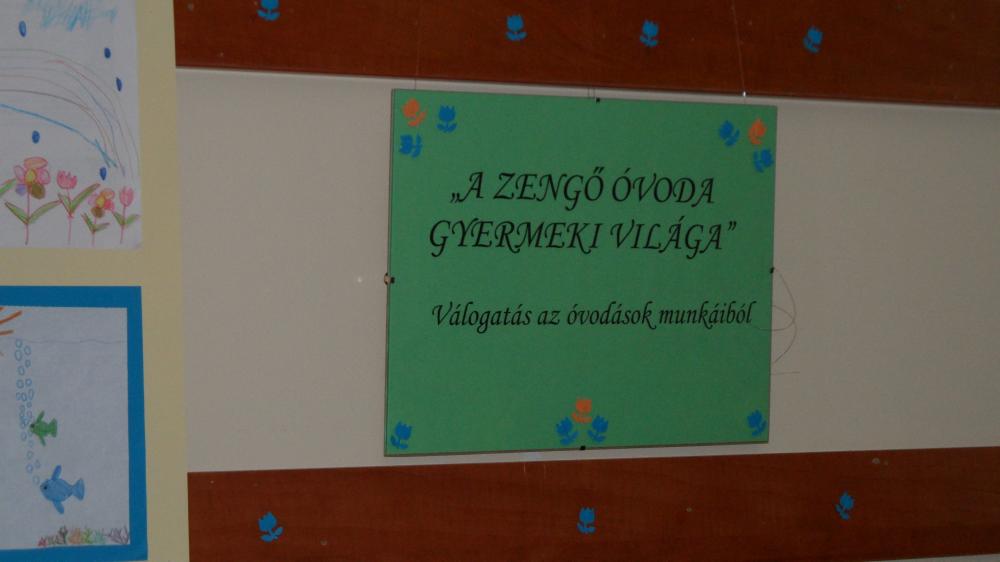 „A ZENGŐ ÓVODA
GYERMEKI VILÁGA”
Válogatás az óvodások munkáiból